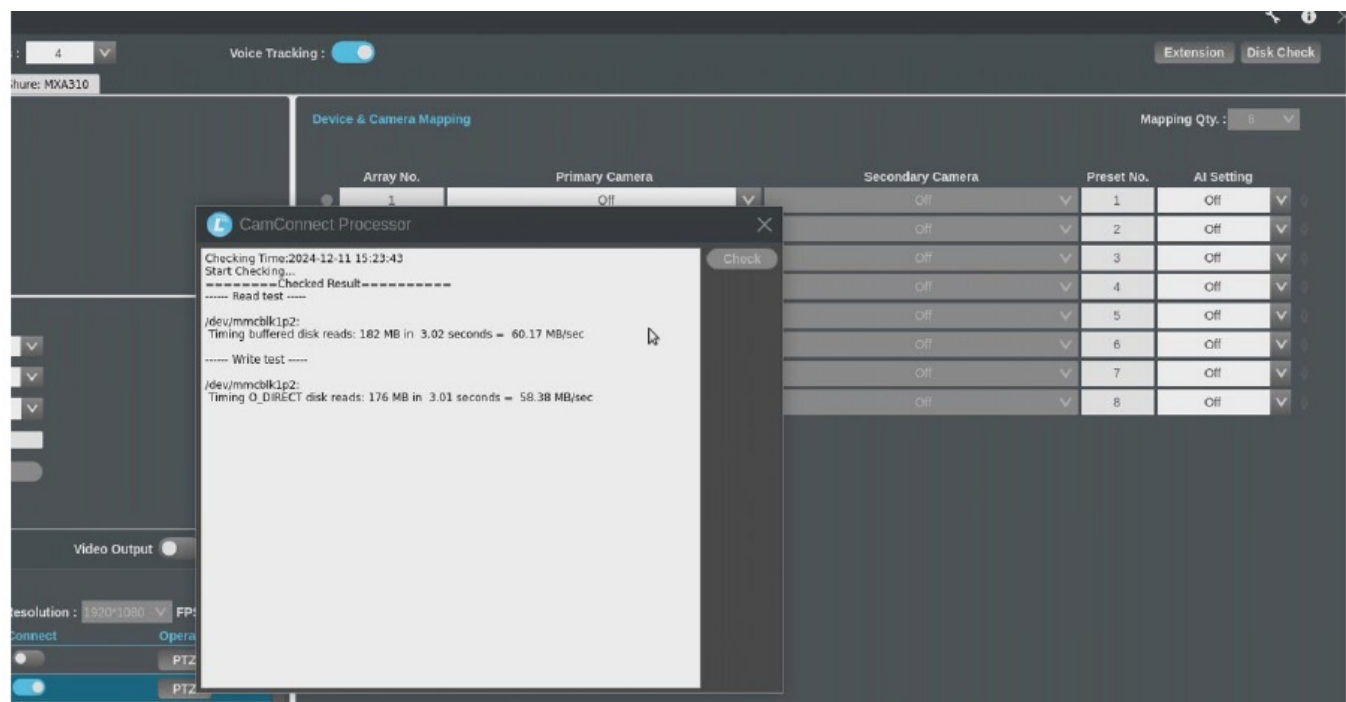 : 4
Voice Tracking :
Extension
Disk Check
Shure: MXA310
Device & Camera Mapping
Mapping Qty. : 8
Array No. Primary Camera Secondary Camera Preset No. AI Setting
1 Off Off 1 Off
CamConnect Processor
Off 2 Off
Checking Time:2024-12-11 15:23:43
Check
Off 3 Off
Start Checking...
========Checked Result==========
Off 4 Off
------ Read test -----
/dev/mmcblk1p2:
Off 5 Off
Timing buffered disk reads: 182 MB in 3.02 seconds = 60.17 MB/sec
Off 6 Off
------ Write test -----
Off 7 Off
/dev/mmcblk1p2:
Timing O_DIRECT disk reads: 176 MB in 3.01 seconds = 58.38 MB/sec
Off 8 Off
Video Output
Resolution : 1920*1080 FPS
Connect Opera
PTZ
PTZ